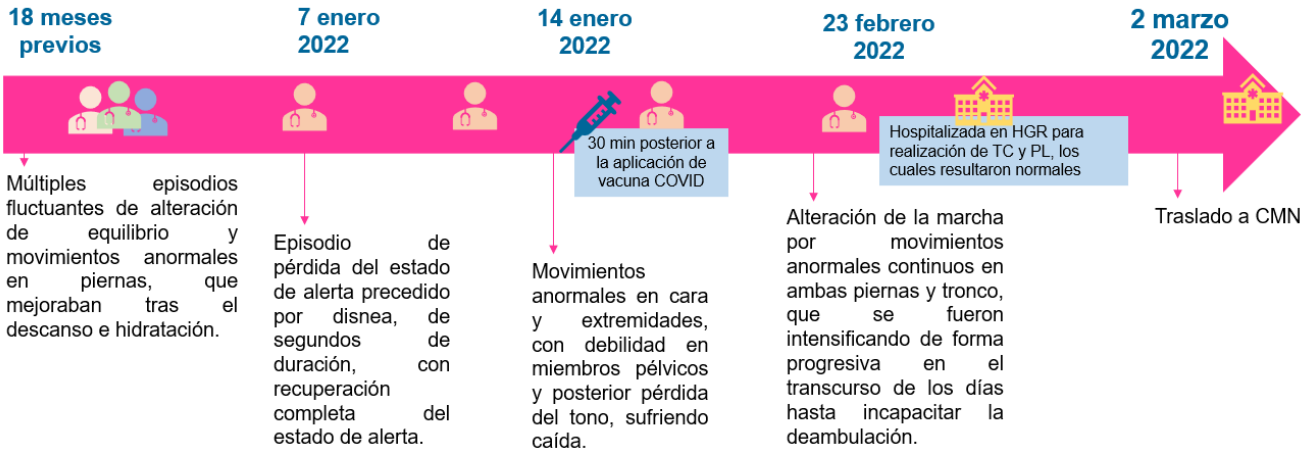 18 meses
previos
7 enero
2022
14 enero
2022
23 febrero
2022
2 marzo
2022
30 min posterior a
la aplicación de
vacuna COVID
Hospitalizada en HGR para
realización de TC y PL, los
cuales resultaron normales
Múltiples episodios
fluctuantes de alteración
de equilibrio y
movimientos anormales
en piernas, que
mejoraban tras el
descanso e hidratación.
Episodio de
pérdida del estado
de alerta precedido
por disnea, de
segundos de
duración, con
recuperación
completa del
estado de alerta.
Movimientos
anormales en cara
y extremidades,
con debilidad en
miembros pélvicos
y posterior pérdida
del tono, sufriendo
caída.
Alteración de la marcha
por movimientos
anormales continuos en
ambas piernas y tronco,
que se fueron
intensificando de forma
progresiva en el
transcurso de los días
hasta incapacitar la
deambulación.
Traslado a CMN